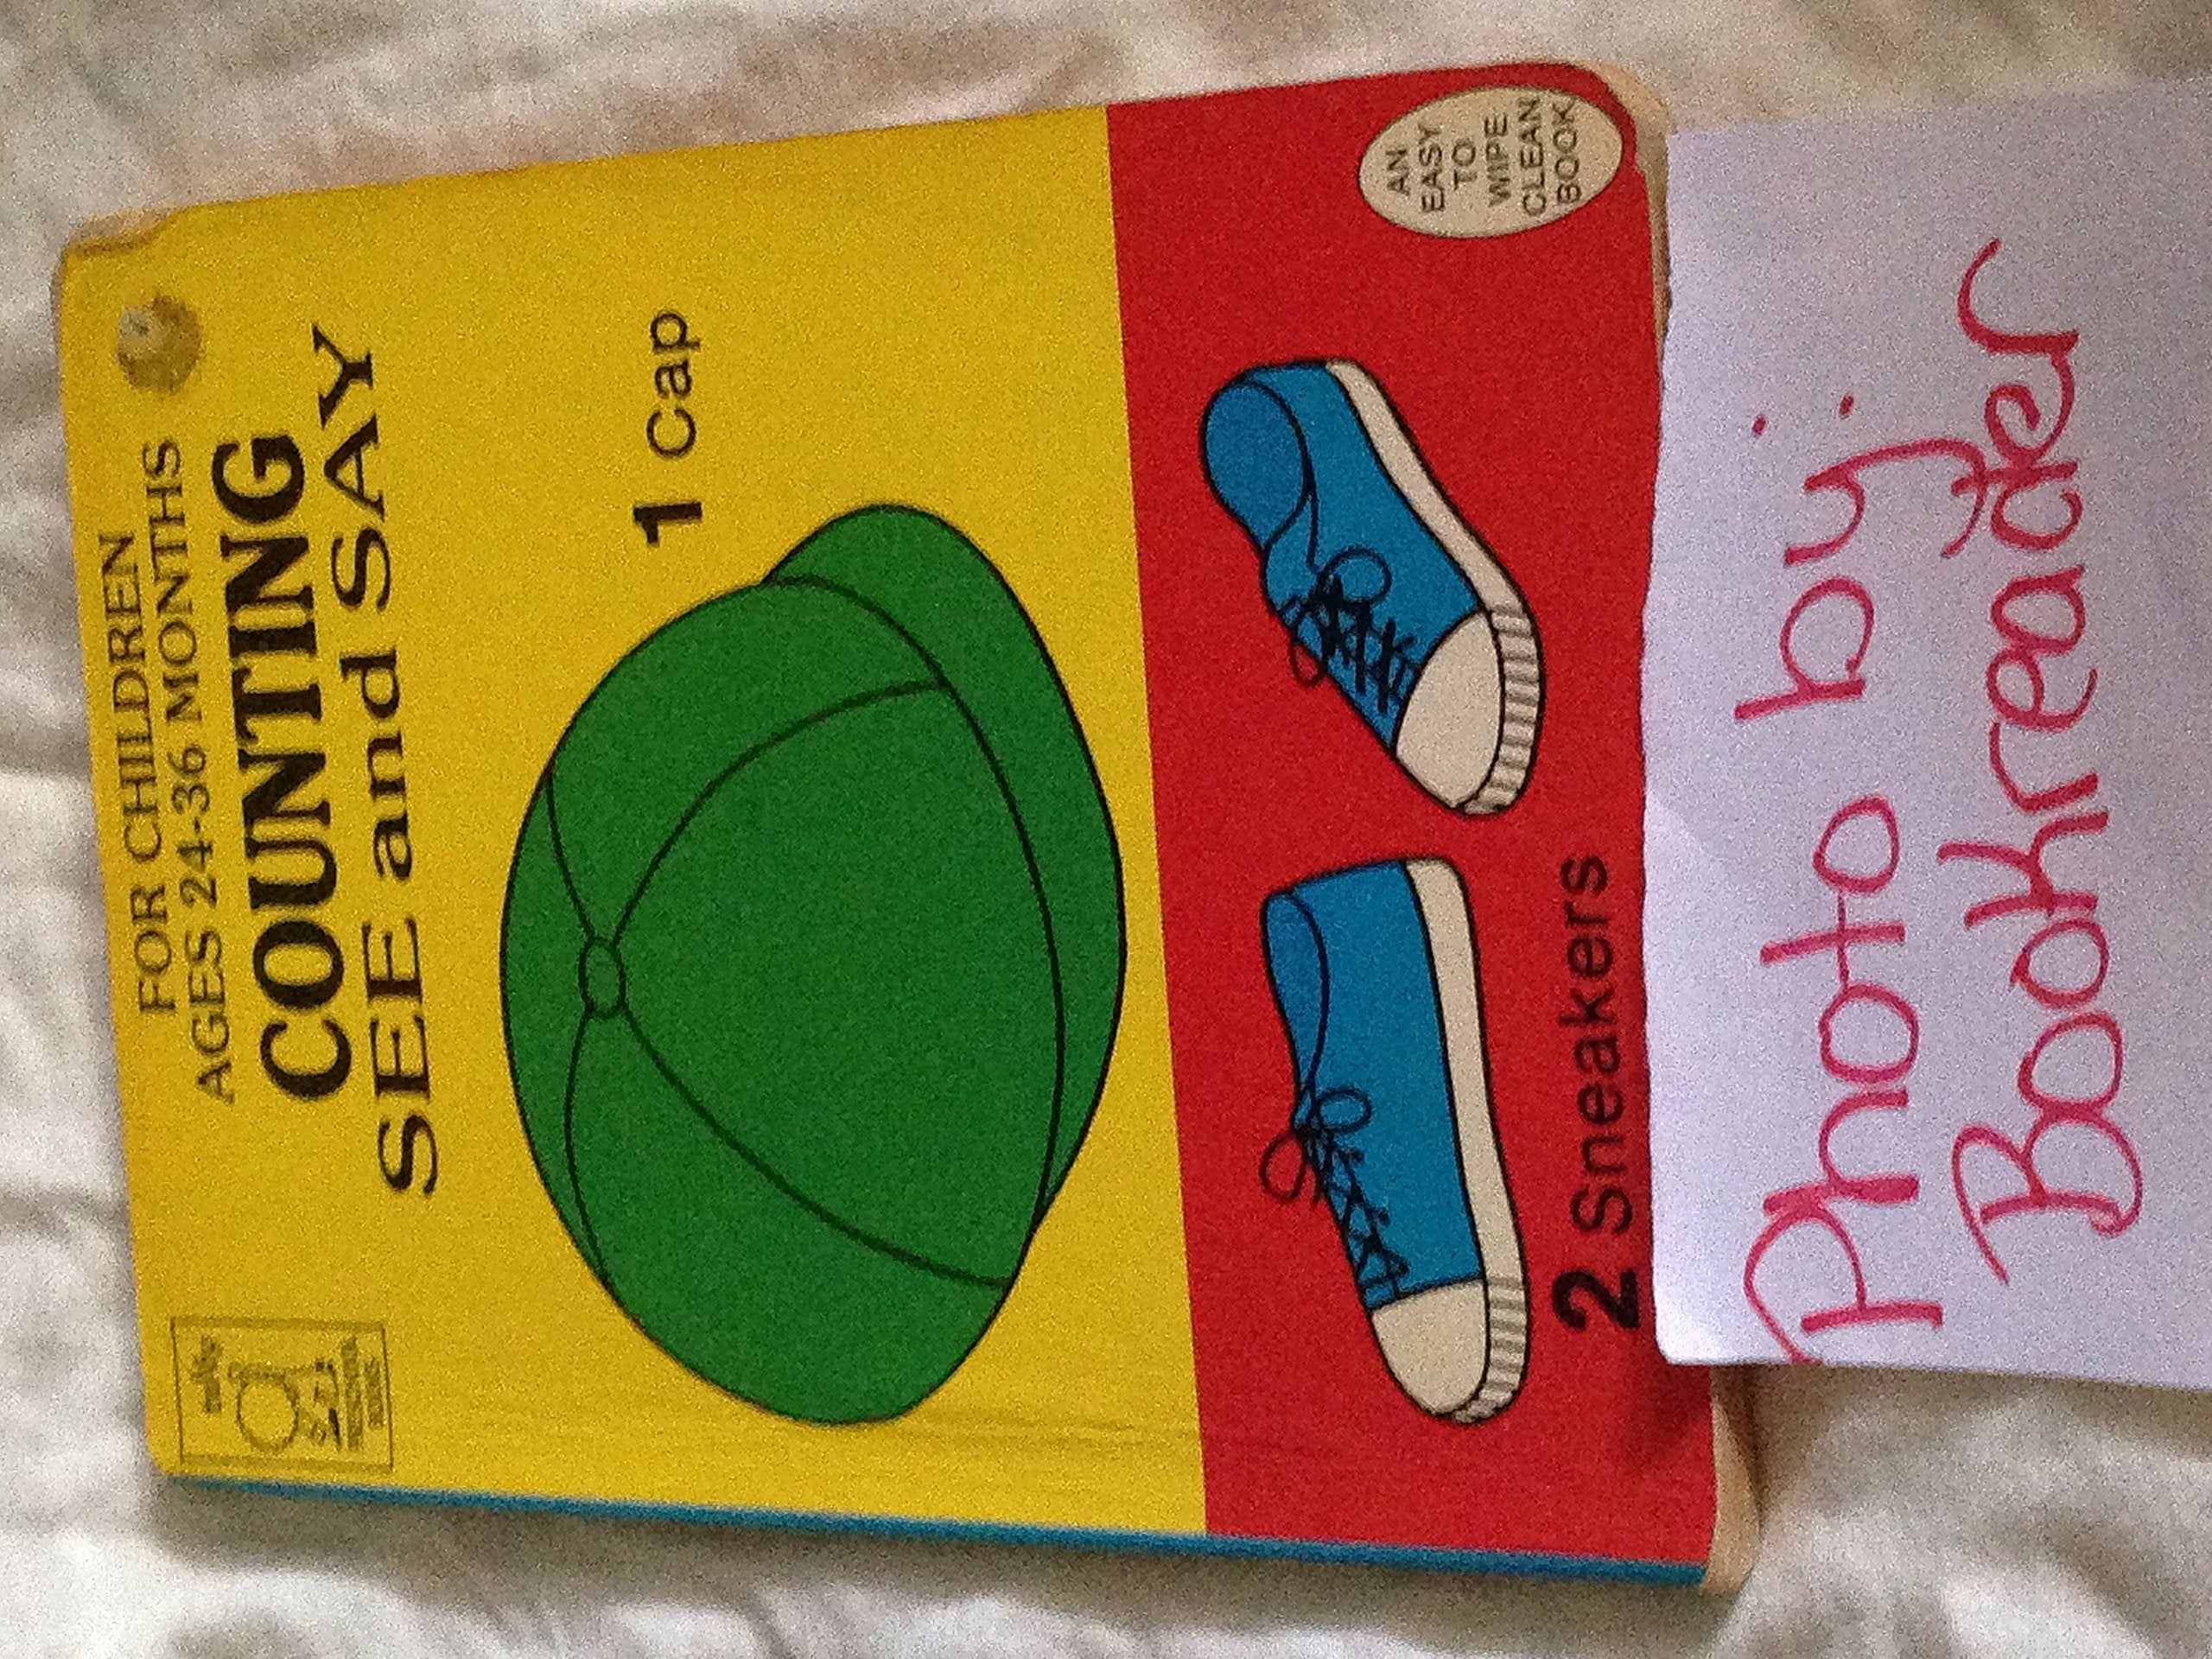 FOR CHILDREN
AGES 24-36 MONTHS
COUNTING
SEE and SAY
1 Cap
2 Sneakers
AN
EASY
TO
WIPE
CLEAN
BOOK
Photo by:
Bookreader